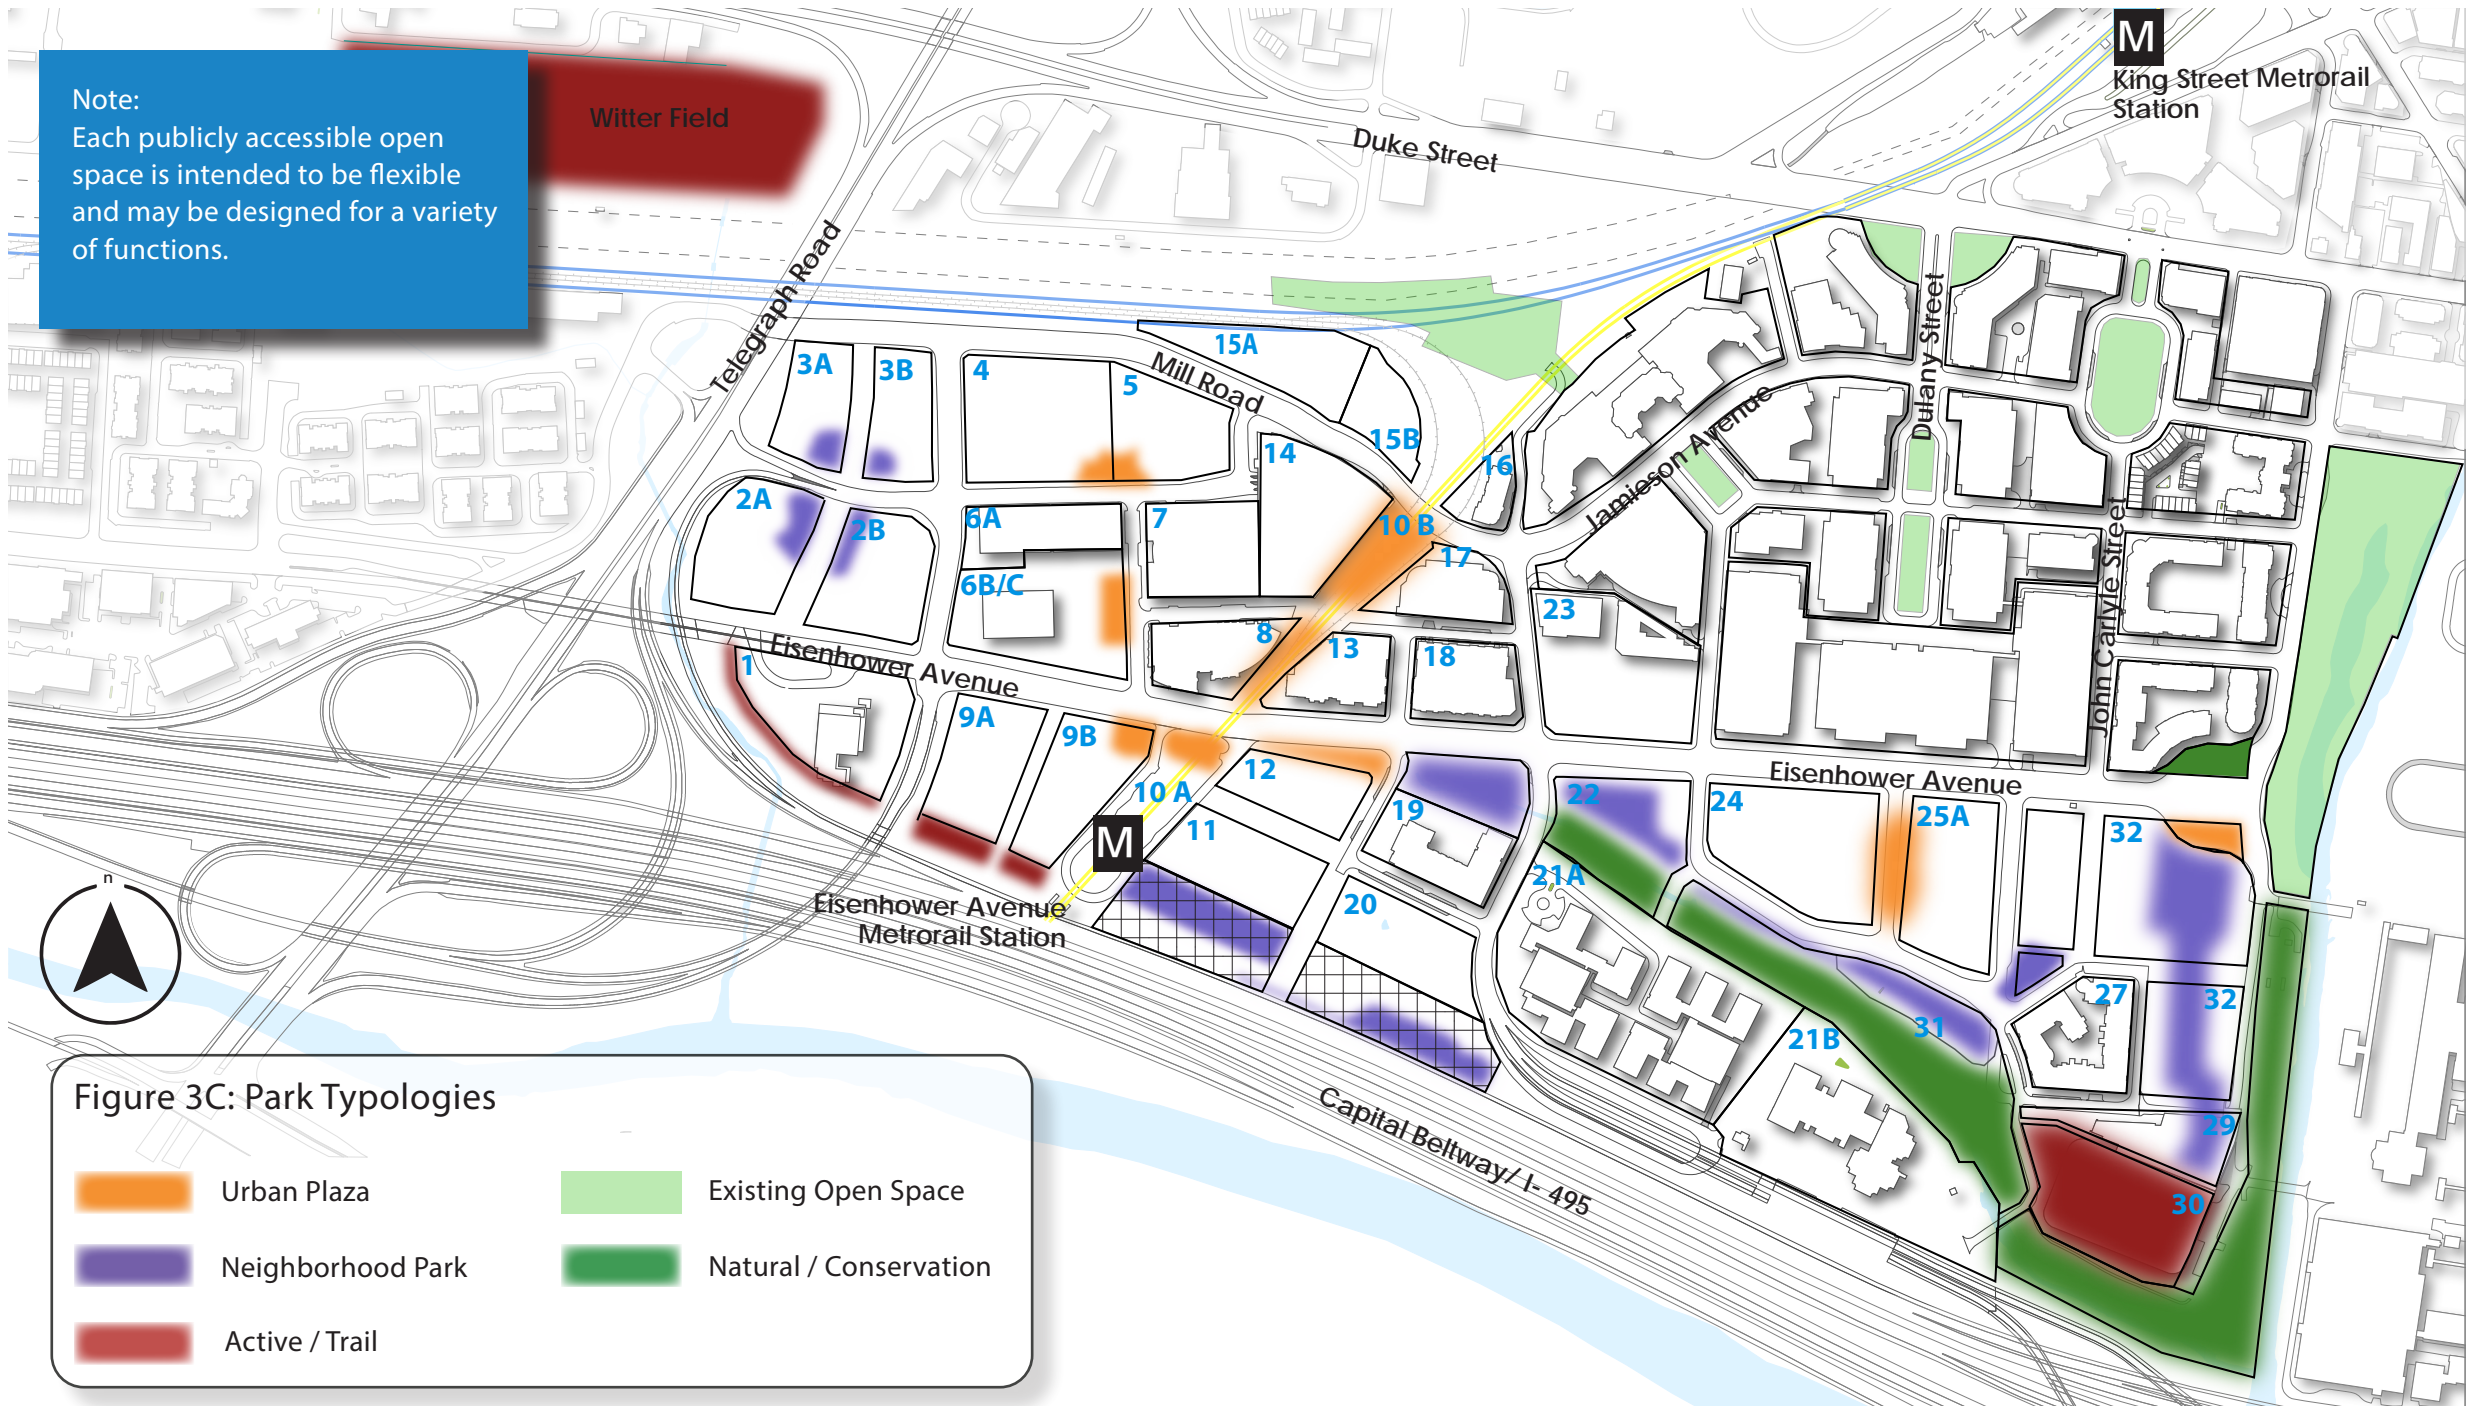 Note:
Each publicly accessible open
space is intended to be flexible
and may be designed for a variety
of functions.
Witter Field
M
King Street Metrorail
Station
Duke Street
Telegraph Road
Mill Road
Jamieson Avenue
Dulany Street
John Carlyle Street
3A
3B
4
5
15A
15B
14
16
2A
2B
6A
7
10 B
17
6B/C
8
13
18
23
1
Eisenhower Avenue
9A
9B
10 A
12
11
19
22
24
25A
32
Eisenhower Avenue
M
Eisenhower Avenue
Metrorail Station
20
21A
21B
31
27
32
29
30
Capital Beltway/ I- 495
n
Figure 3C: Park Typologies
Urban Plaza
Existing Open Space
Neighborhood Park
Natural / Conservation
Active / Trail